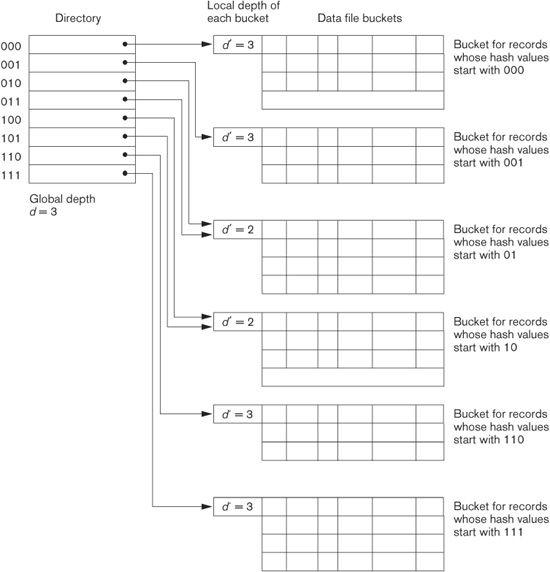 Directory
Local depth of
each bucket
Data file buckets
000
001
010
011
100
101
110
111
Global depth
d = 3
d′ = 3
Bucket for records
whose hash values
start with 000
d′ = 3
Bucket for records
whose hash values
start with 001
d′ = 2
Bucket for records
whose hash values
start with 01
d′ = 2
Bucket for records
whose hash values
start with 10
d′ = 3
Bucket for records
whose hash values
start with 110
d′ = 3
Bucket for records
whose hash values
start with 111